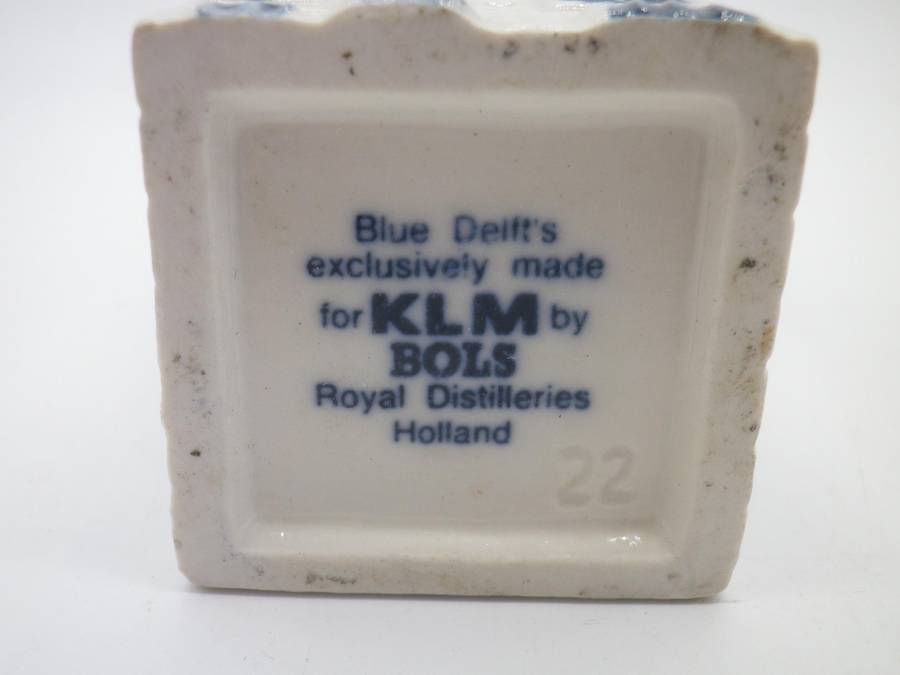 Blue Delft's
exclusively made
for KLM by
BOLS
Royal Distilleries
Holland
22